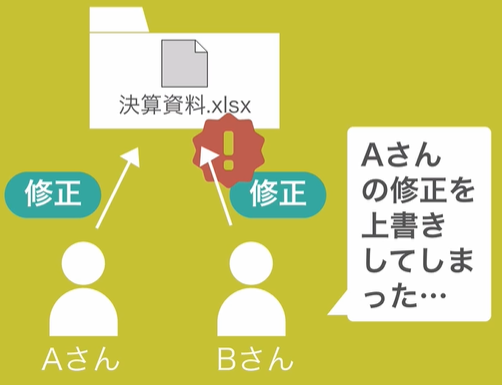 決算資料.xlsx
修正
修正
Aさん
の修正を
上書き
してしま
った…
Aさん
Bさん